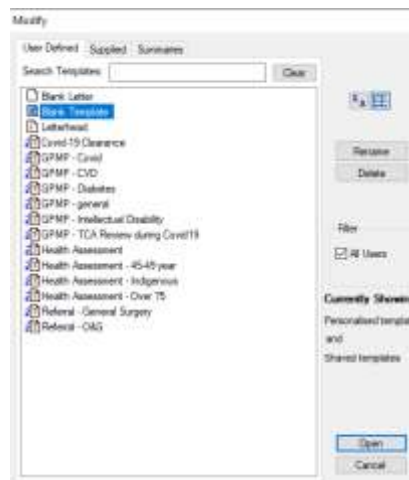 Modify
User Defined Supplied Summaries
Search Templates: Clear
Blank Letter
Blank Template
Letterhead
Covid-19 Clearance
GPMP - Covid
GPMP - CVD
GPMP - Diabetes
GPMP - general
GPMP - Intellectual Disability
GPMP - TCA Review during Covid19
Health Assessment
Health Assessment - 45-49 year
Health Assessment - Indigenous
Health Assessment - Over 75
Referral - General Surgery
Referral - O&G
Rename
Delete
Filter
All Users
Currently Showin
Personalised templat
and
Shared templates
Open
Cancel